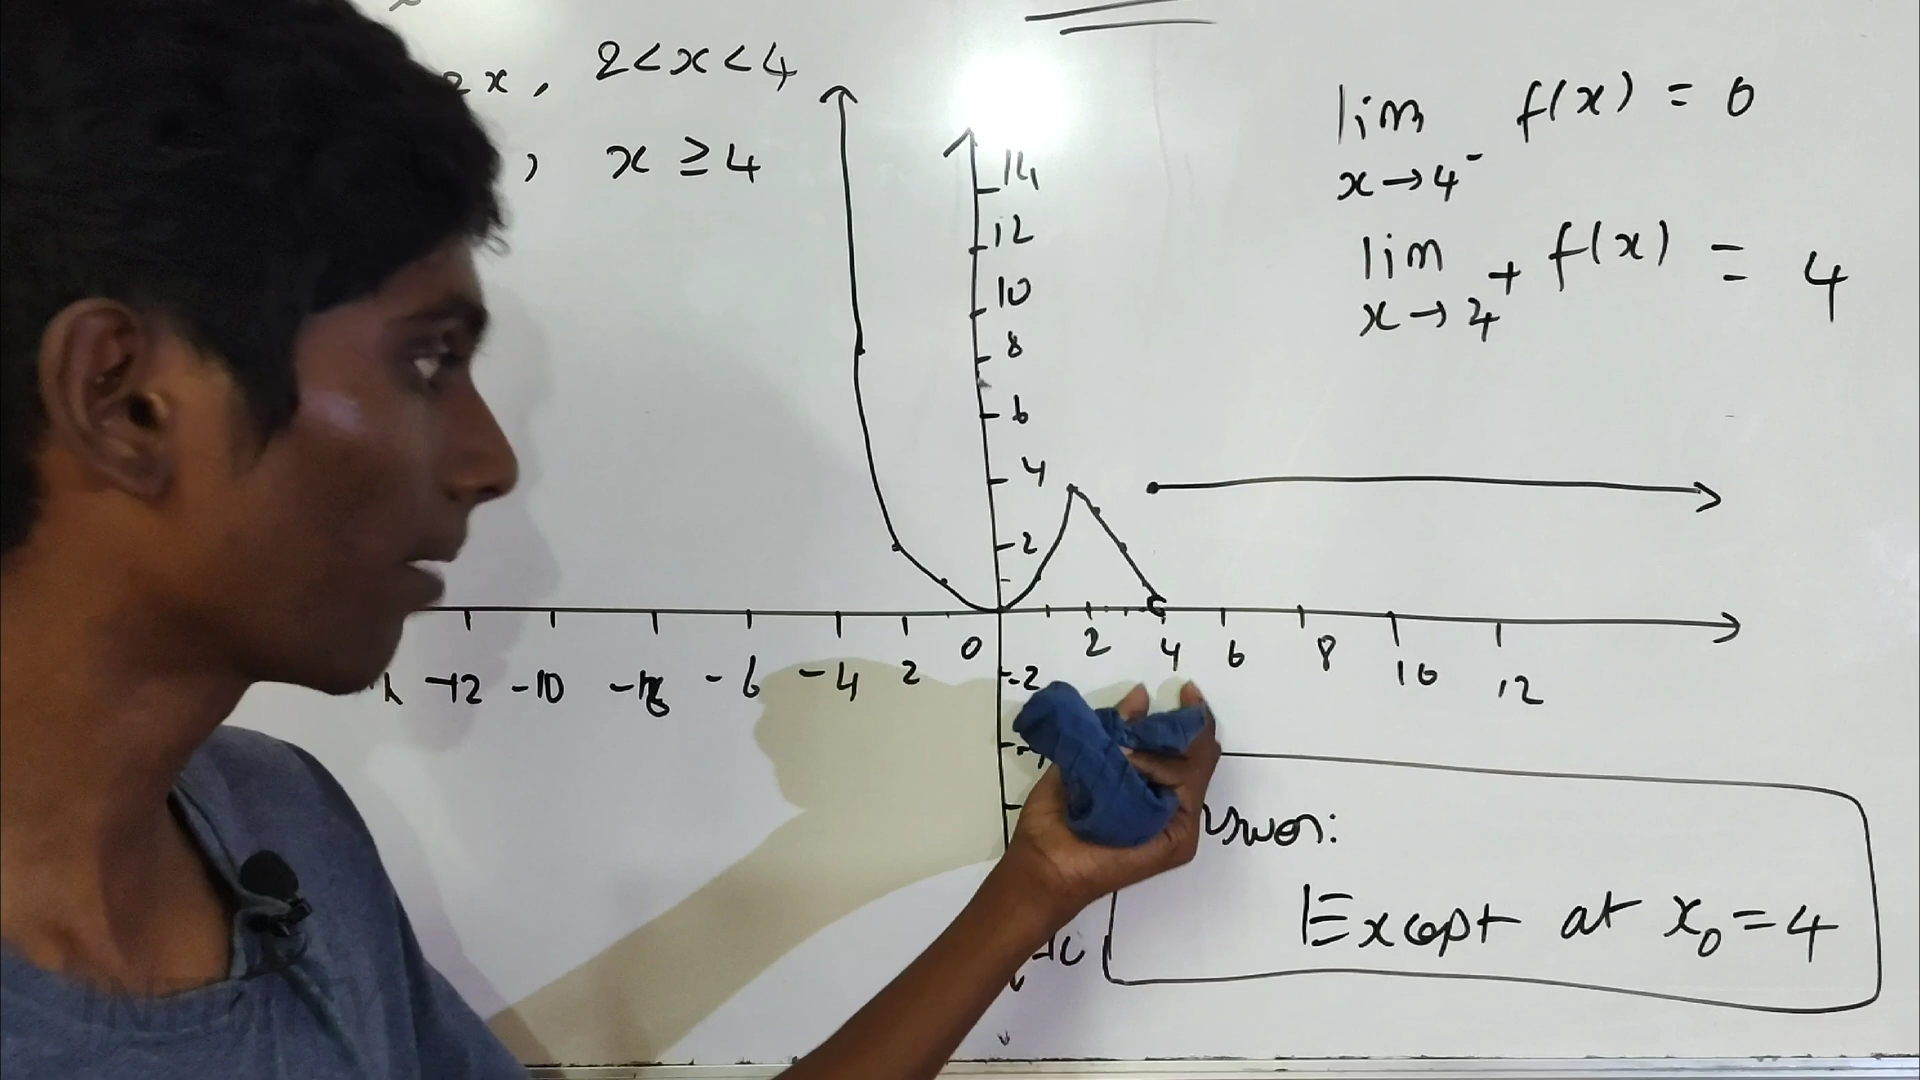 2x, 2<x<4
, x ≥ 4
lim f(x) = 0
x→4⁻
lim f(x) = 4
x→4⁺
14
12
10
8
6
4
2
-12 -10 -6 -4 2 0 2 4 6 8 10 12
-2
-10
Except at x₀ = 4